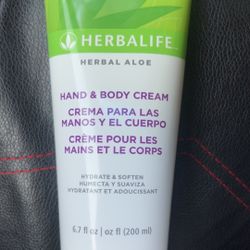 HERBALIFE
HERBAL ALOE
HAND & BODY CREAM
CREMA PARA LAS
MANOS Y EL CUERPO
CRÈME POUR LES
MAINS ET LE CORPS
HYDRATE & SOFTEN
HUMECTA Y SUAVIZA
HYDRATANT ET ADOUCISSANT
6.7 fl oz | oz fl (200 ml)